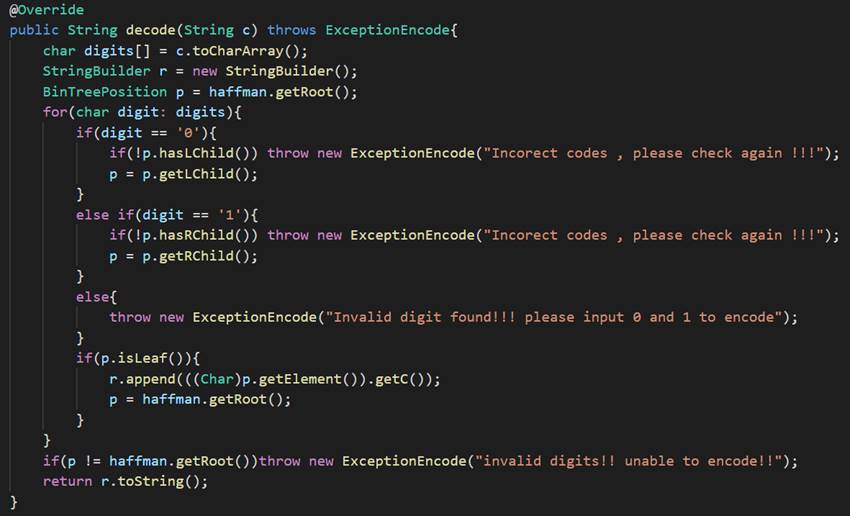 @Override
public String decode(String c) throws ExceptionEncode{
    char digits[] = c.toCharArray();
    StringBuilder r = new StringBuilder();
    BinTreePosition p = haffman.getRoot();
    for(char digit: digits){
        if(digit == '0'){
            if(!p.hasLChild()) throw new ExceptionEncode("Incorect codes , please check again !!!");
            p = p.getLChild();
        }
        else if(digit == '1'){
            if(!p.hasRChild()) throw new ExceptionEncode("Incorect codes , please check again !!!");
            p = p.getRChild();
        }
        else{
            throw new ExceptionEncode("Invalid digit found!!! please input 0 and 1 to encode");
        }
        if(p.isLeaf()){
            r.append(((Char)p.getElement()).getC());
            p = haffman.getRoot();
        }
    }
    if(p != haffman.getRoot())throw new ExceptionEncode("invalid digits!! unable to encode!!");
    return r.toString();
}